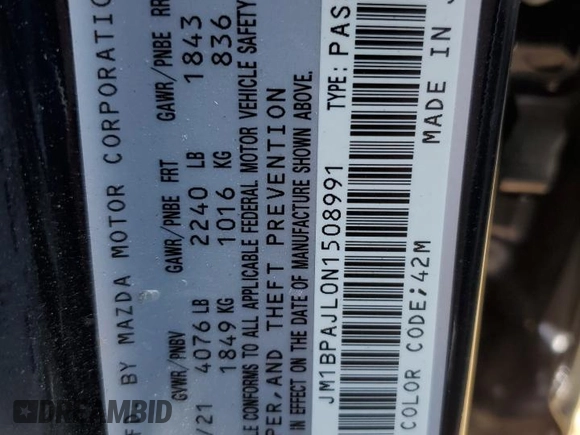 FD BY MAZDA MOTOR CORPORATIO
GVWR/PNBV GAWR/PNBE FRT GAWR/PNBE RR
/21 4076 LB 2240 LB 1843
1849 KG 1016 KG 836
E CONFORMS TO ALL APPLICABLE FEDERAL MOTOR VEHICLE SAFETY
PER, AND THEFT PREVENTION
IN EFFECT ON THE DATE OF MANUFACTURE SHOWN ABOVE.
JM1BPAJL0N1508991 TYPE: PAS
COLOR CODE;42M MADE IN J
DREAMBID